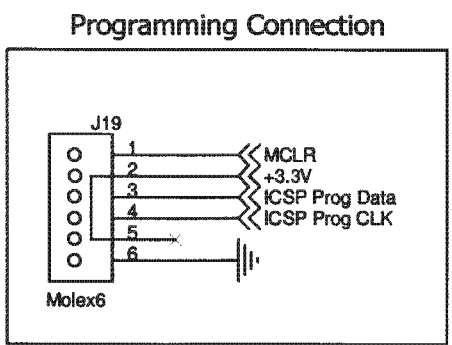 Programming Connection
J19
1
MCLR
2
+3.3V
3
ICSP Prog Data
4
ICSP Prog CLK
5
6
Molex6